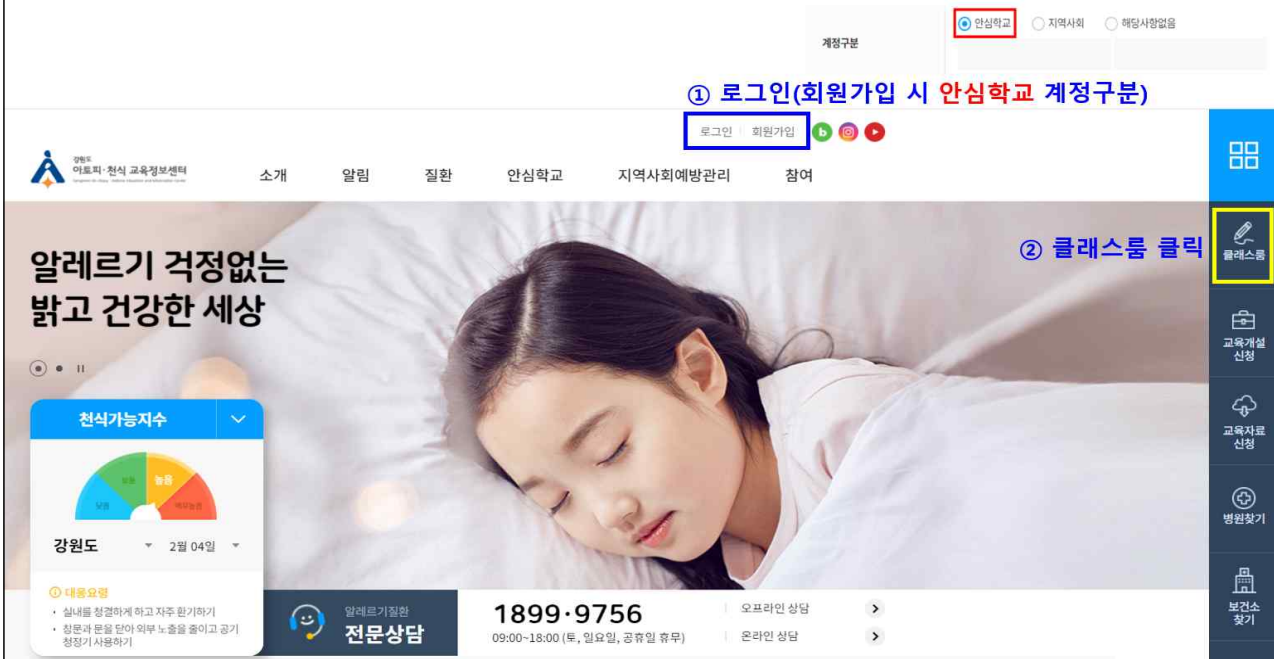 안심학교 지역사회 해당사항없음
계정구분
① 로그인(회원가입 시 안심학교 계정구분)
로그인 회원가입 b
강원도
아토피·천식 교육정보센터
소개 알림 질환 안심학교 지역사회예방관리 참여
② 클래스룸 클릭
클래스룸
알레르기 걱정없는
밝고 건강한 세상
교육개설
신청
교육자료
신청
병원찾기
보건소
찾기
천식가능지수
낮음 보통 높음 매우높음
강원도 2월 04일
대응요령
실내를 청결하게 하고 자주 환기하기
창문과 문을 닫아 외부 노출을 줄이고 공기
청정기 사용하기
알레르기질환
전문상담
1899·9756
09:00~18:00 (토, 일요일, 공휴일 휴무)
오프라인 상담
온라인 상담